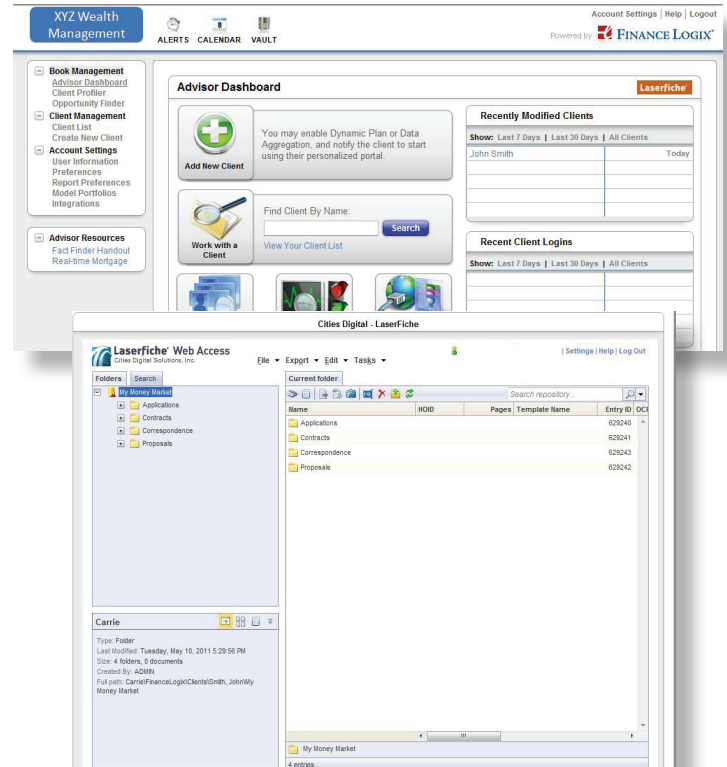 XYZ Wealth
Management
ALERTS CALENDAR VAULT
8
Account Settings | Help | Logout
Powered by FINANCE LOGIX
Book Management
Advisor Dashboard
Client Profiler
Opportunity Finder
Client Management
Client List
Create New Client
Account Settings
User Information
Preferences
Report Preferences
Model Portfolios
Integrations
Advisor Resources
Fact Finder Handout
Real-time Mortgage
Advisor Dashboard
Laserfiche
Add New Client
You may enable Dynamic Plan or Data
Aggregation, and notify the client to start
using their personalized portal.
Work with a
Client
Find Client By Name:
Search
View Your Client List
Recently Modified Clients
Show: Last 7 Days | Last 30 Days | All Clients
John Smith Today
Recent Client Logins
Show: Last 7 Days | Last 30 Days | All Clients
Cities Digital - LaserFiche
Laserfiche Web Access
Cities Digital Solutions, Inc.
File Export Edit Tasks
| Settings | Help | Log Out
Folders Search
My Money Market
Applications
Contracts
Correspondence
Proposals
Current folder
Search repository...
Name HOID Pages Template Name Entry ID OCR
Applications 629240
Contracts 629241
Correspondence 629243
Proposals 629242
Carrie
Type: Folder
Last Modified: Tuesday, May 10, 2011 5:29:56 PM
Size: 4 folders, 0 documents
Created By: ADMIN
Full path: Carrie\FinanceLogix\Clients\Smith, John\My
Money Market
My Money Market
4 entries